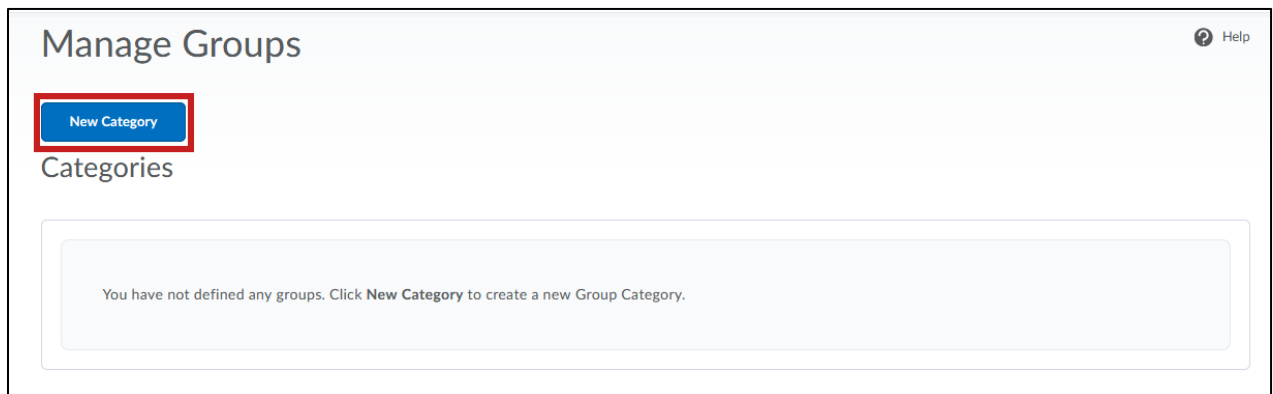 Manage Groups
Help
New Category
Categories
You have not defined any groups. Click New Category to create a new Group Category.